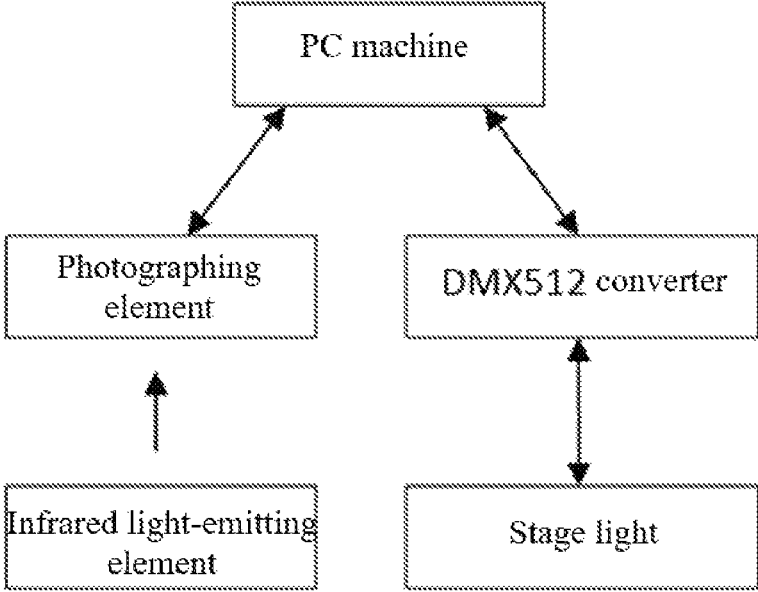 PC machine
Photographing
element
DMX512 converter
Infrared light-emitting
element
Stage light